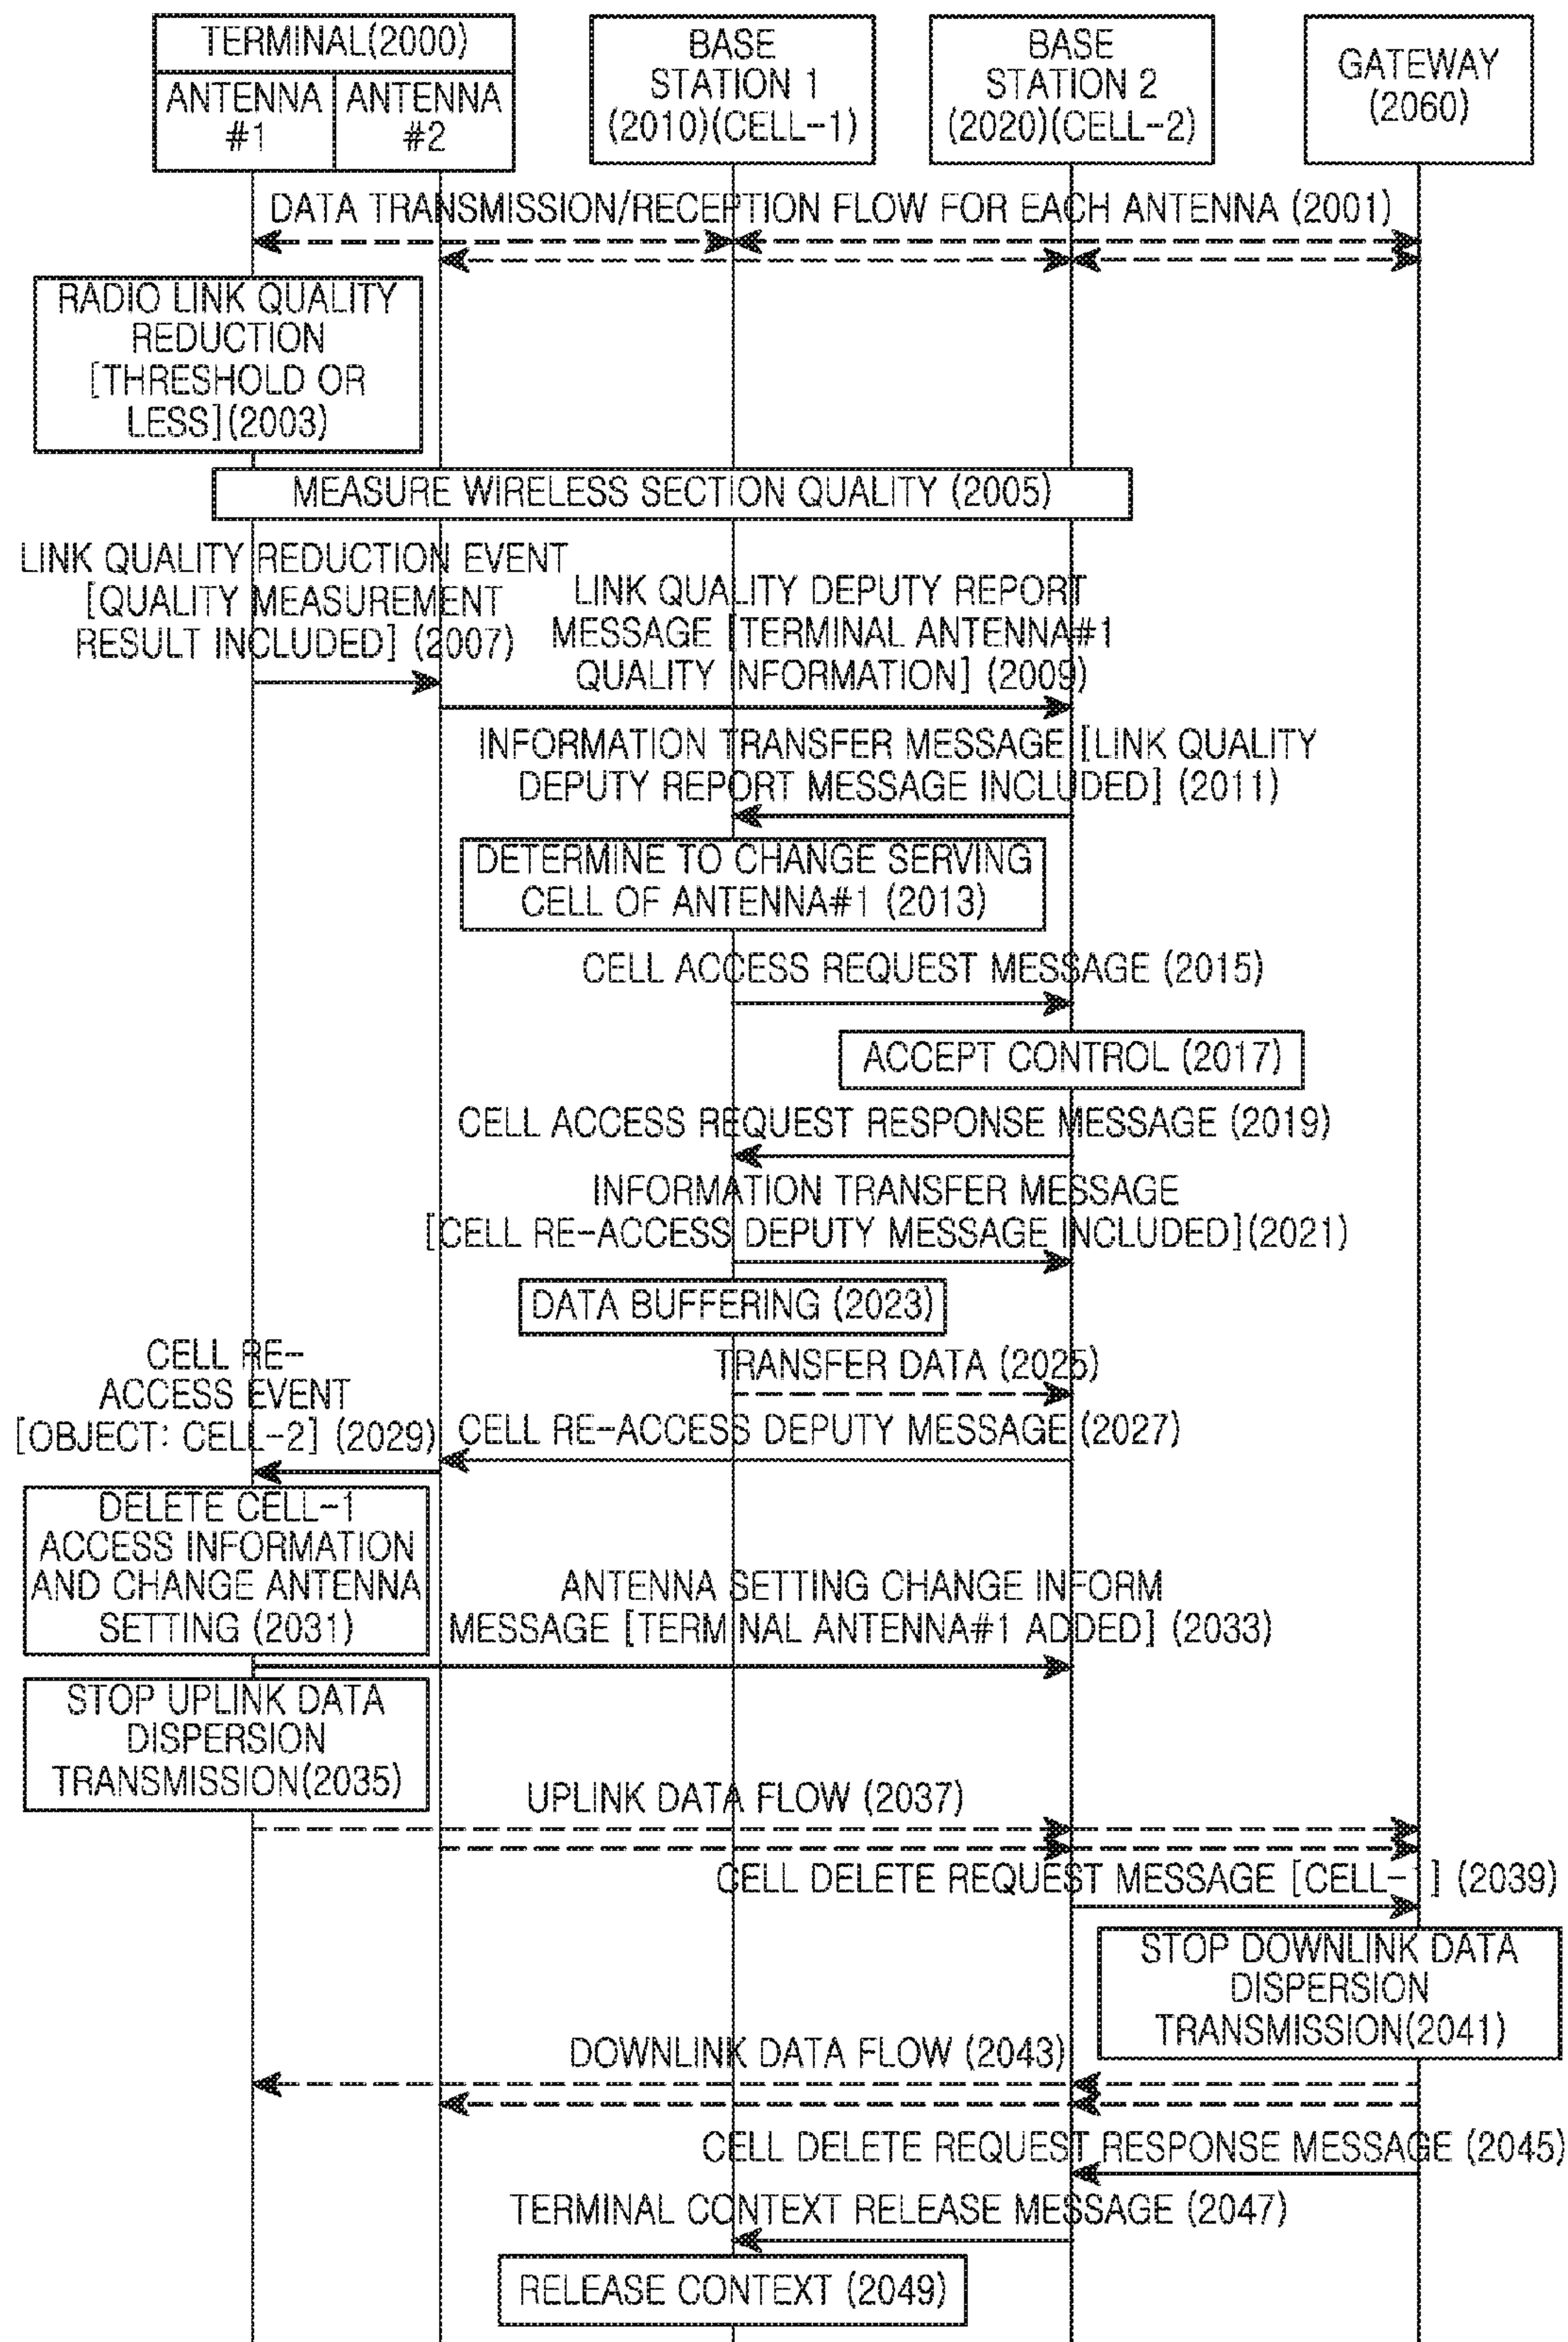 TERMINAL(2000)
ANTENNA
#1
ANTENNA
#2
BASE
STATION 1
(2010)(CELL-1)
BASE
STATION 2
(2020)(CELL-2)
GATEWAY
(2060)
DATA TRANSMISSION/RECEPTION FLOW FOR EACH ANTENNA (2001)
RADIO LINK QUALITY
REDUCTION
[THRESHOLD OR
LESS](2003)
MEASURE WIRELESS SECTION QUALITY (2005)
LINK QUALITY REDUCTION EVENT
[QUALITY MEASUREMENT
RESULT INCLUDED] (2007)
LINK QUALITY DEPUTY REPORT
MESSAGE [TERMINAL ANTENNA#1
QUALITY INFORMATION] (2009)
INFORMATION TRANSFER MESSAGE [LINK QUALITY
DEPUTY REPORT MESSAGE INCLUDED] (2011)
DETERMINE TO CHANGE SERVING
CELL OF ANTENNA#1 (2013)
CELL ACCESS REQUEST MESSAGE (2015)
ACCEPT CONTROL (2017)
CELL ACCESS REQUEST RESPONSE MESSAGE (2019)
INFORMATION TRANSFER MESSAGE
[CELL RE-ACCESS DEPUTY MESSAGE INCLUDED](2021)
DATA BUFFERING (2023)
TRANSFER DATA (2025)
CELL RE-ACCESS DEPUTY MESSAGE (2027)
CELL RE-
ACCESS EVENT
[OBJECT: CELL-2] (2029)
DELETE CELL-1
ACCESS INFORMATION
AND CHANGE ANTENNA
SETTING (2031)
ANTENNA SETTING CHANGE INFORM
MESSAGE [TERMINAL ANTENNA#1 ADDED] (2033)
STOP UPLINK DATA
DISPERSION
TRANSMISSION(2035)
UPLINK DATA FLOW (2037)
CELL DELETE REQUEST MESSAGE [CELL-1] (2039)
STOP DOWNLINK DATA
DISPERSION
TRANSMISSION(2041)
DOWNLINK DATA FLOW (2043)
CELL DELETE REQUEST RESPONSE MESSAGE (2045)
TERMINAL CONTEXT RELEASE MESSAGE (2047)
RELEASE CONTEXT (2049)